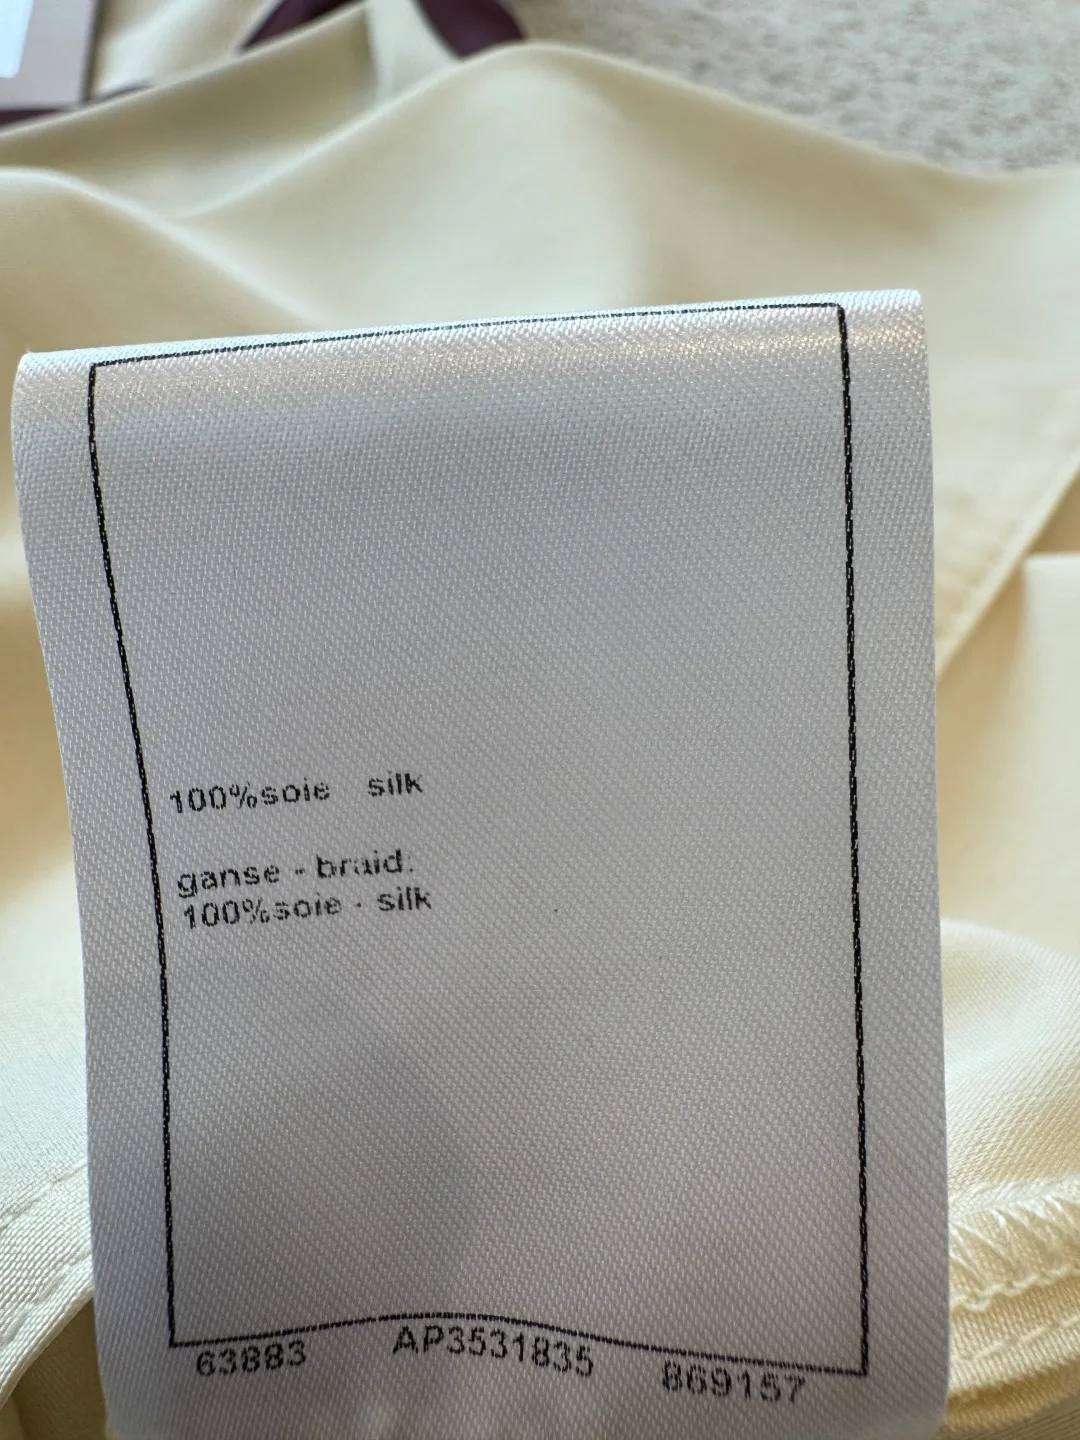 100%soie silk
ganse - braid:
100%soie - silk
63883 AP3531835 869157